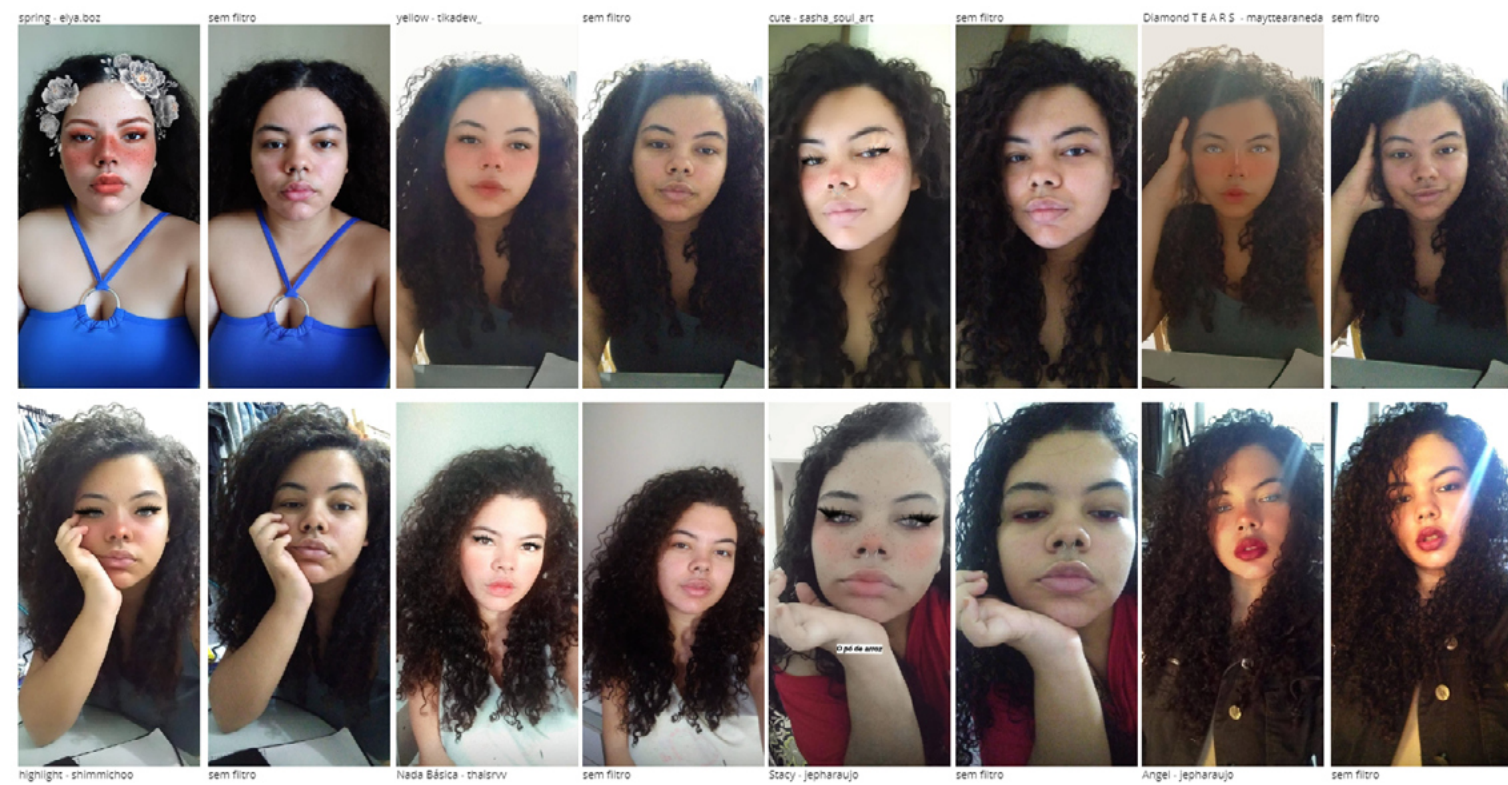 spring - elya.boz
sem filtro
yellow - tikadew_
sem filtro
cute - sasha_soul_art
sem filtro
Diamond T E A R S - mayttearaneda
sem filtro
O pó de arroz
highlight - shimmichoo
sem filtro
Nada Básica - thaisrvv
sem filtro
Stacy - jepharaujo
sem filtro
Angel - jepharaujo
sem filtro